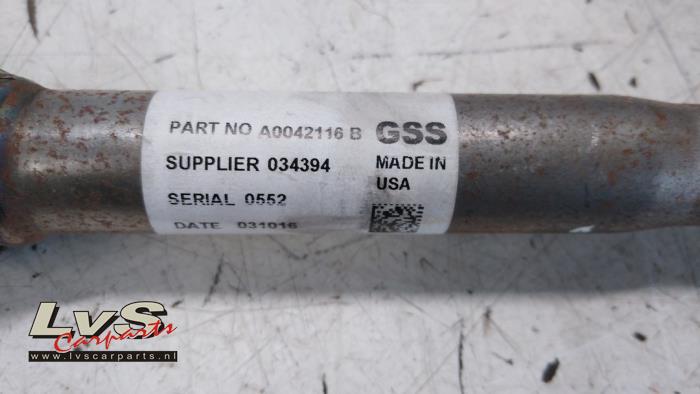 PART NO A0042116 B GSS
SUPPLIER 034394 MADE IN
USA
SERIAL 0552
DATE 031016
LvS
Carparts
www.lvscarparts.nl